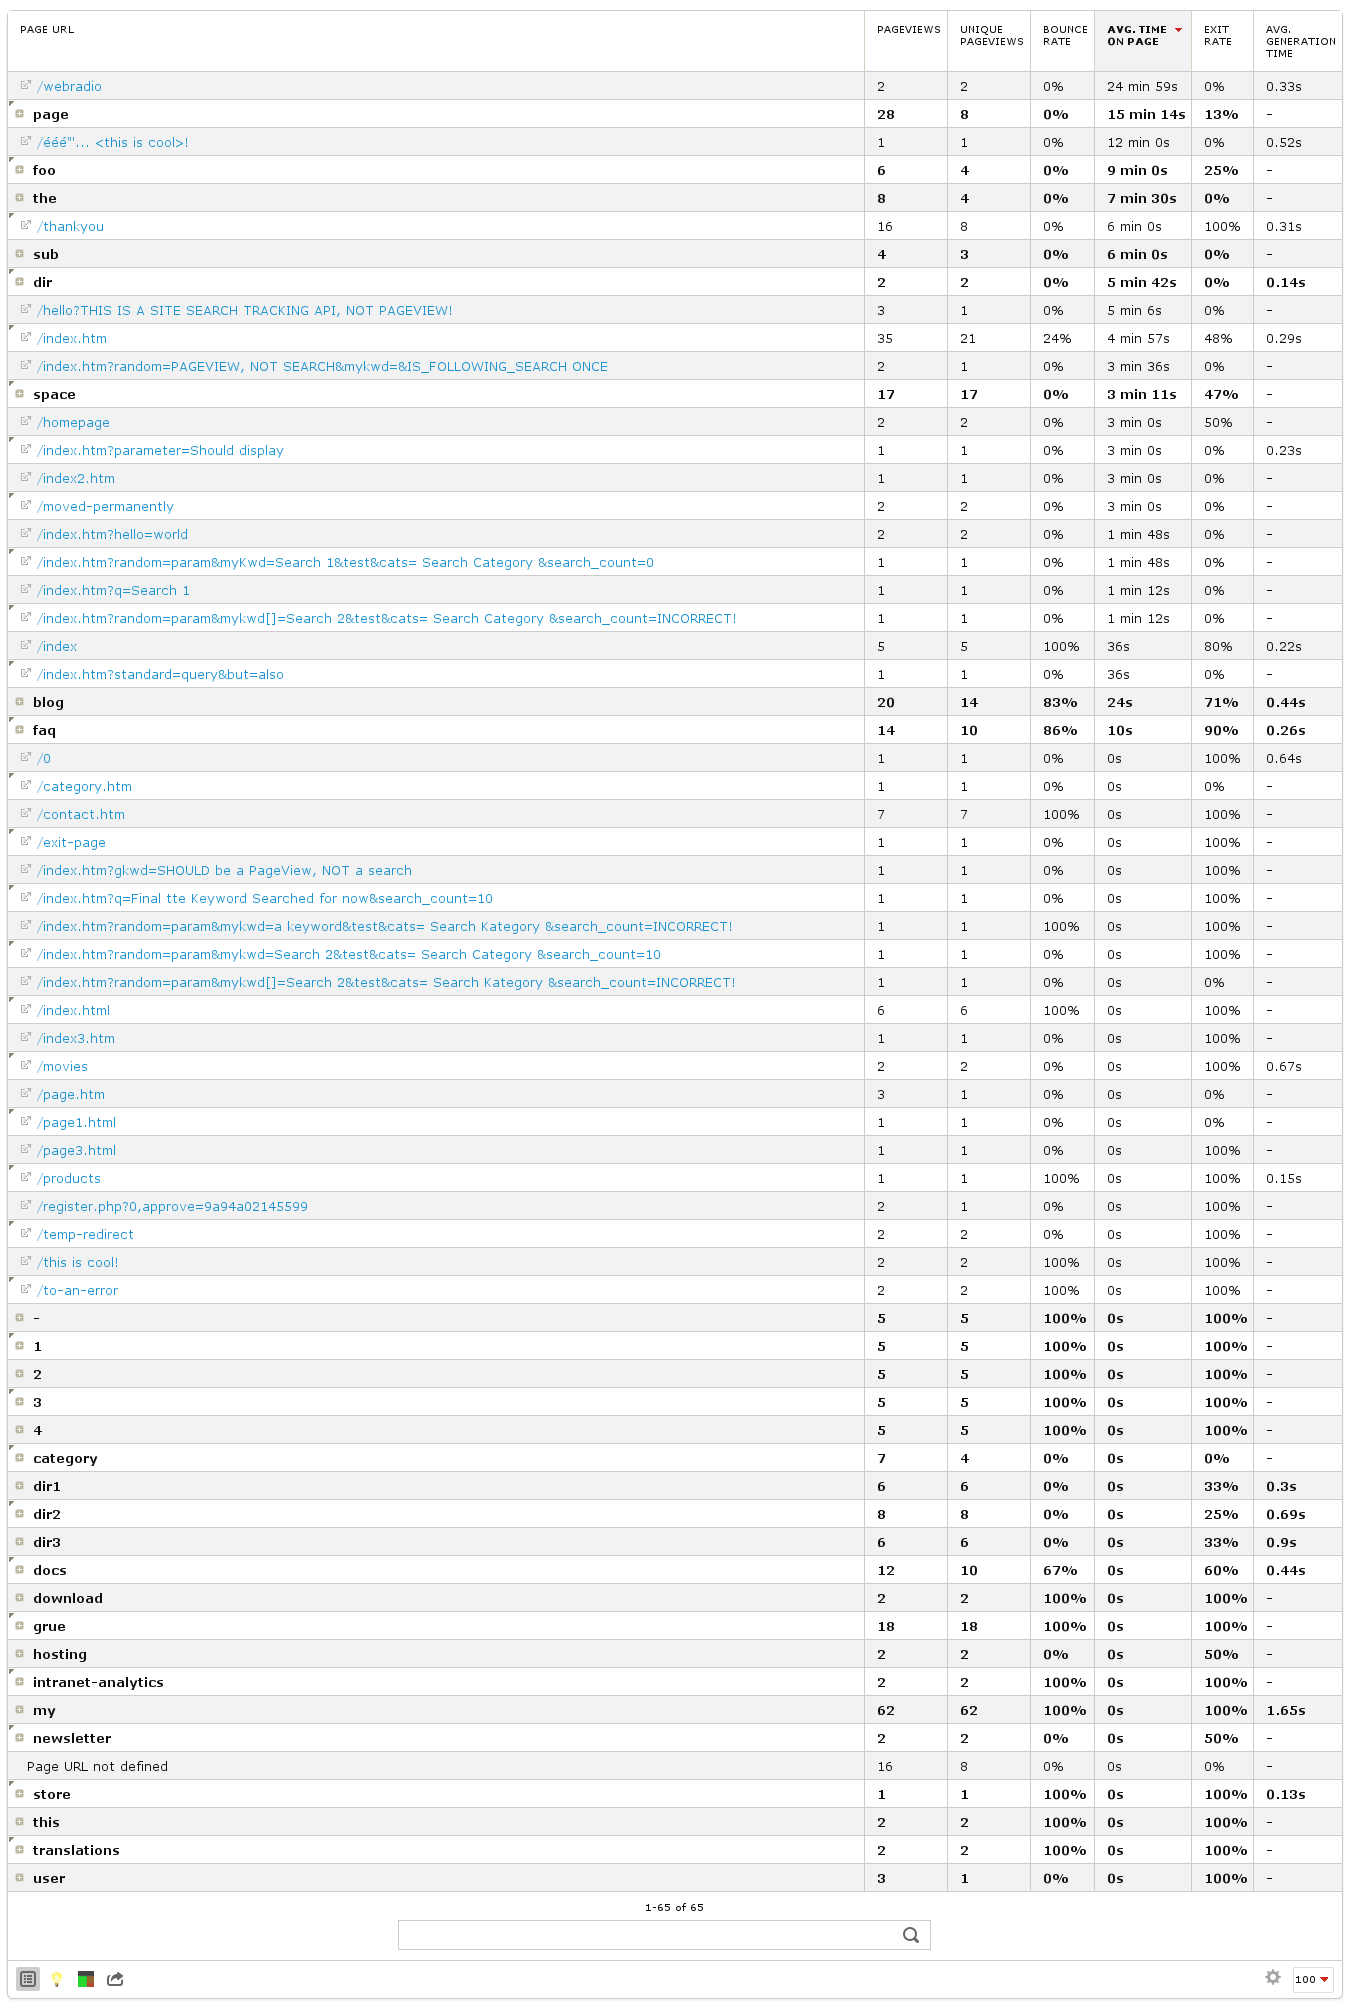 PAGE URL PAGEVIEWS UNIQUE PAGEVIEWS BOUNCE RATE AVG. TIME ON PAGE EXIT RATE AVG. GENERATION TIME
/webradio 2 2 0% 24 min 59s 0% 0.33s
page 28 8 0% 15 min 14s 13% -
/ééé"'... <this is cool>! 1 1 0% 12 min 0s 0% 0.52s
foo 6 4 0% 9 min 0s 25% -
the 8 4 0% 7 min 30s 0% -
/thankyou 16 8 0% 6 min 0s 100% 0.31s
sub 4 3 0% 6 min 0s 0% -
dir 2 2 0% 5 min 42s 0% 0.14s
/hello?THIS IS A SITE SEARCH TRACKING API, NOT PAGEVIEW! 3 1 0% 5 min 6s 0% -
/index.htm 35 21 24% 4 min 57s 48% 0.29s
/index.htm?random=PAGEVIEW, NOT SEARCH&mykwd=&IS_FOLLOWING_SEARCH ONCE 2 1 0% 3 min 36s 0% -
space 17 17 0% 3 min 11s 47% -
/homepage 2 2 0% 3 min 0s 50% -
/index.htm?parameter=Should display 1 1 0% 3 min 0s 0% 0.23s
/index2.htm 1 1 0% 3 min 0s 0% -
/moved-permanently 2 2 0% 3 min 0s 0% -
/index.htm?hello=world 2 2 0% 1 min 48s 0% -
/index.htm?random=param&myKwd=Search 1&test&cats= Search Category &search_count=0 1 1 0% 1 min 48s 0% -
/index.htm?q=Search 1 1 1 0% 1 min 12s 0% -
/index.htm?random=param&mykwd[]=Search 2&test&cats= Search Category &search_count=INCORRECT! 1 1 0% 1 min 12s 0% -
/index 5 5 100% 36s 80% 0.22s
/index.htm?standard=query&but=also 1 1 0% 36s 0% -
blog 20 14 83% 24s 71% 0.44s
faq 14 10 86% 10s 90% 0.26s
/0 1 1 0% 0s 100% 0.64s
/category.htm 1 1 0% 0s 0% -
/contact.htm 7 7 100% 0s 100% -
/exit-page 1 1 0% 0s 100% -
/index.htm?gkwd=SHOULD be a PageView, NOT a search 1 1 0% 0s 100% -
/index.htm?q=Final tte Keyword Searched for now&search_count=10 1 1 0% 0s 100% -
/index.htm?random=param&mykwd=a keyword&test&cats= Search Kategory &search_count=INCORRECT! 1 1 100% 0s 100% -
/index.htm?random=param&mykwd=Search 2&test&cats= Search Category &search_count=10 1 1 0% 0s 100% -
/index.htm?random=param&mykwd[]=Search 2&test&cats= Search Kategory &search_count=INCORRECT! 1 1 0% 0s 0% -
/index.html 6 6 100% 0s 100% -
/index3.htm 1 1 0% 0s 100% -
/movies 2 2 0% 0s 100% 0.67s
/page.htm 3 1 0% 0s 0% -
/page1.html 1 1 0% 0s 0% -
/page3.html 1 1 0% 0s 100% -
/products 1 1 100% 0s 100% 0.15s
/register.php?0,approve=9a94a02145599 2 1 0% 0s 100% -
/temp-redirect 2 2 0% 0s 100% -
/this is cool! 2 2 100% 0s 100% -
/to-an-error 2 2 100% 0s 100% -
- 5 5 100% 0s 100% -
1 5 5 100% 0s 100% -
2 5 5 100% 0s 100% -
3 5 5 100% 0s 100% -
4 5 5 100% 0s 100% -
category 7 4 0% 0s 0% -
dir1 6 6 0% 0s 33% 0.3s
dir2 8 8 0% 0s 25% 0.69s
dir3 6 6 0% 0s 33% 0.9s
docs 12 10 67% 0s 60% 0.44s
download 2 2 100% 0s 100% -
grue 18 18 100% 0s 100% -
hosting 2 2 0% 0s 50% -
intranet-analytics 2 2 100% 0s 100% -
my 62 62 100% 0s 100% 1.65s
newsletter 2 2 0% 0s 50% -
Page URL not defined 16 8 0% 0s 0% -
store 1 1 100% 0s 100% 0.13s
this 2 2 100% 0s 100% -
translations 2 2 100% 0s 100% -
user 3 1 0% 0s 100% -
1-65 of 65
100